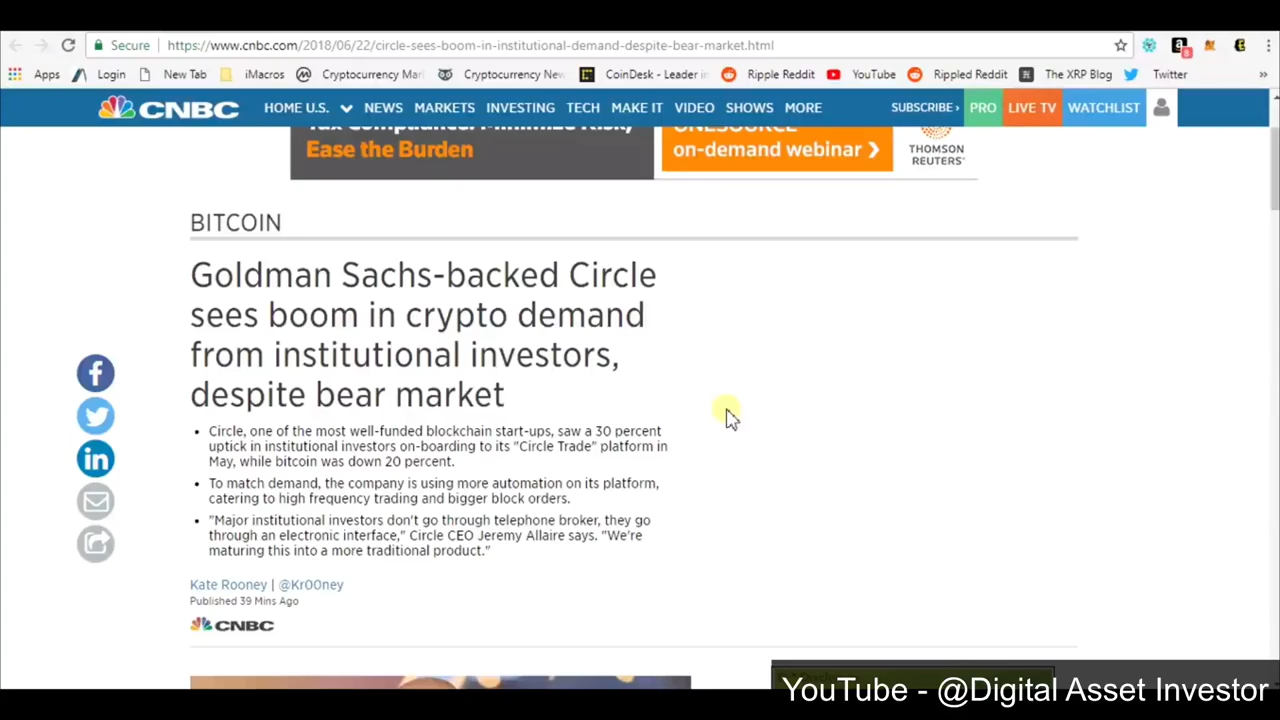 Secure | https://www.cnbc.com/2018/06/22/circle-sees-boom-in-institutional-demand-despite-bear-market.html
Apps Login New Tab iMacros Cryptocurrency Mar Cryptocurrency New CoinDesk - Leader i Ripple Reddit YouTube Rippled Reddit The XRP Blog Twitter »
CNBC HOME U.S. NEWS MARKETS INVESTING TECH MAKE IT VIDEO SHOWS MORE SUBSCRIBE › PRO LIVE TV WATCHLIST
Ease the Burden
on-demand webinar ❯
THOMSON
REUTERS
BITCOIN
Goldman Sachs-backed Circle
sees boom in crypto demand
from institutional investors,
despite bear market
• Circle, one of the most well-funded blockchain start-ups, saw a 30 percent
uptick in institutional investors on-boarding to its "Circle Trade" platform in
May, while bitcoin was down 20 percent.
• To match demand, the company is using more automation on its platform,
catering to high frequency trading and bigger block orders.
• "Major institutional investors don't go through telephone broker, they go
through an electronic interface," Circle CEO Jeremy Allaire says. "We're
maturing this into a more traditional product."
Kate Rooney | @Kr00ney
Published 39 Mins Ago
CNBC
YouTube - @Digital Asset Investor